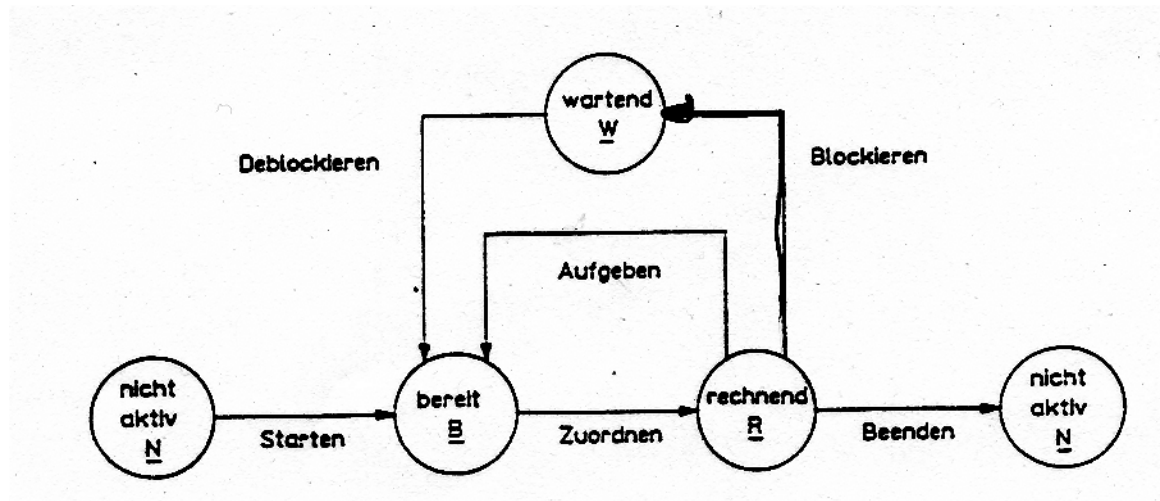 wartend
W
Deblockieren
Blockieren
Aufgeben
nicht
aktiv
N
Starten
bereit
B
Zuordnen
rechnend
R
Beenden
nicht
aktiv
N